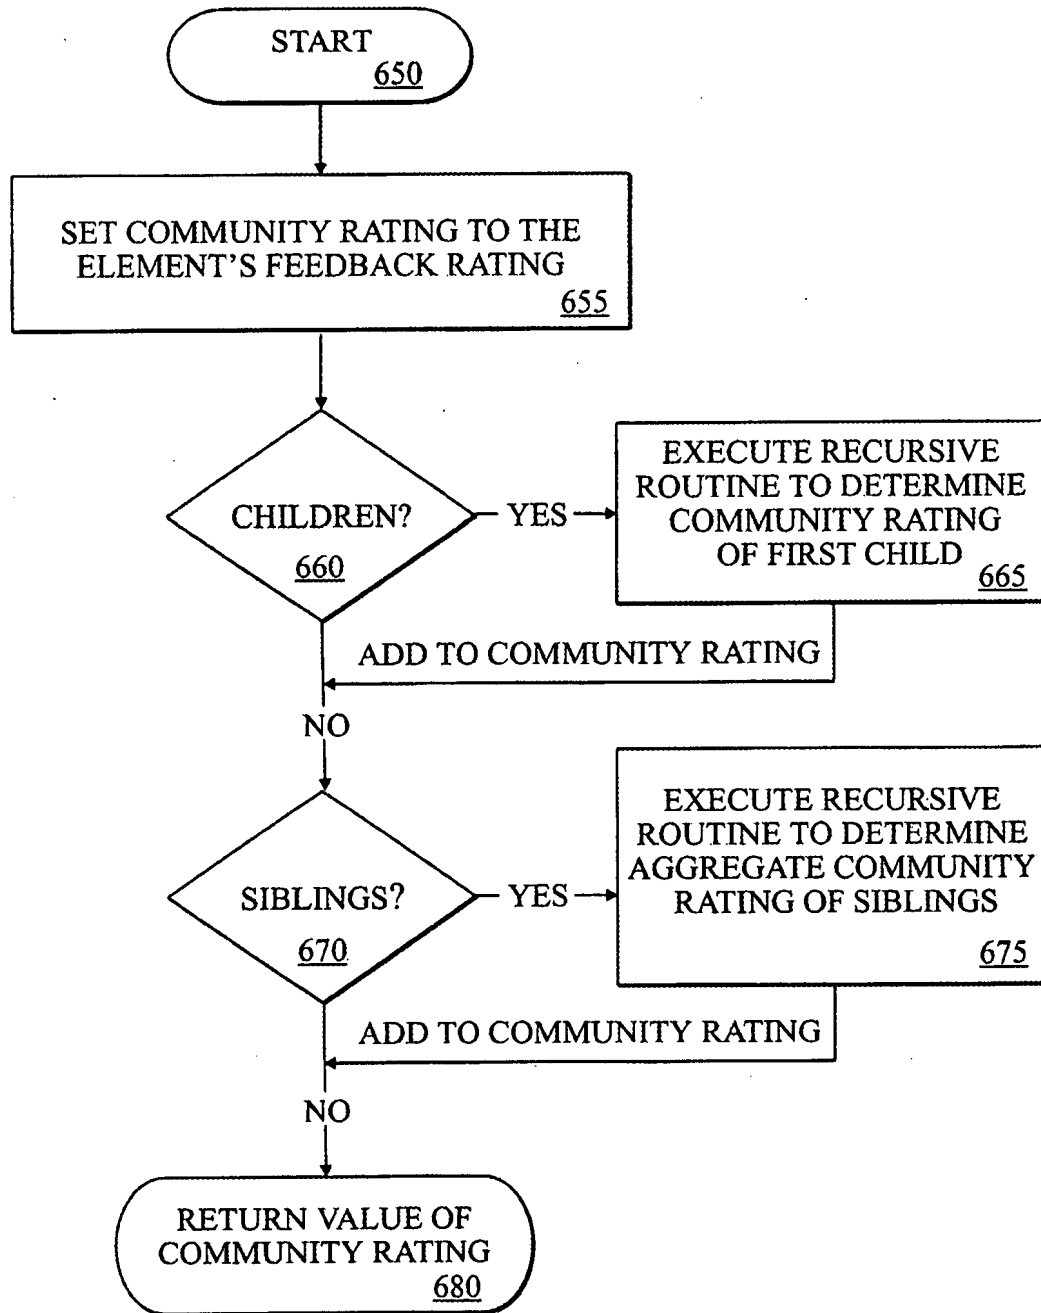 START
650
SET COMMUNITY RATING TO THE
ELEMENT'S FEEDBACK RATING
655
CHILDREN?
660
YES
EXECUTE RECURSIVE
ROUTINE TO DETERMINE
COMMUNITY RATING
OF FIRST CHILD
665
ADD TO COMMUNITY RATING
NO
SIBLINGS?
670
YES
EXECUTE RECURSIVE
ROUTINE TO DETERMINE
AGGREGATE COMMUNITY
RATING OF SIBLINGS
675
ADD TO COMMUNITY RATING
NO
RETURN VALUE OF
COMMUNITY RATING
680